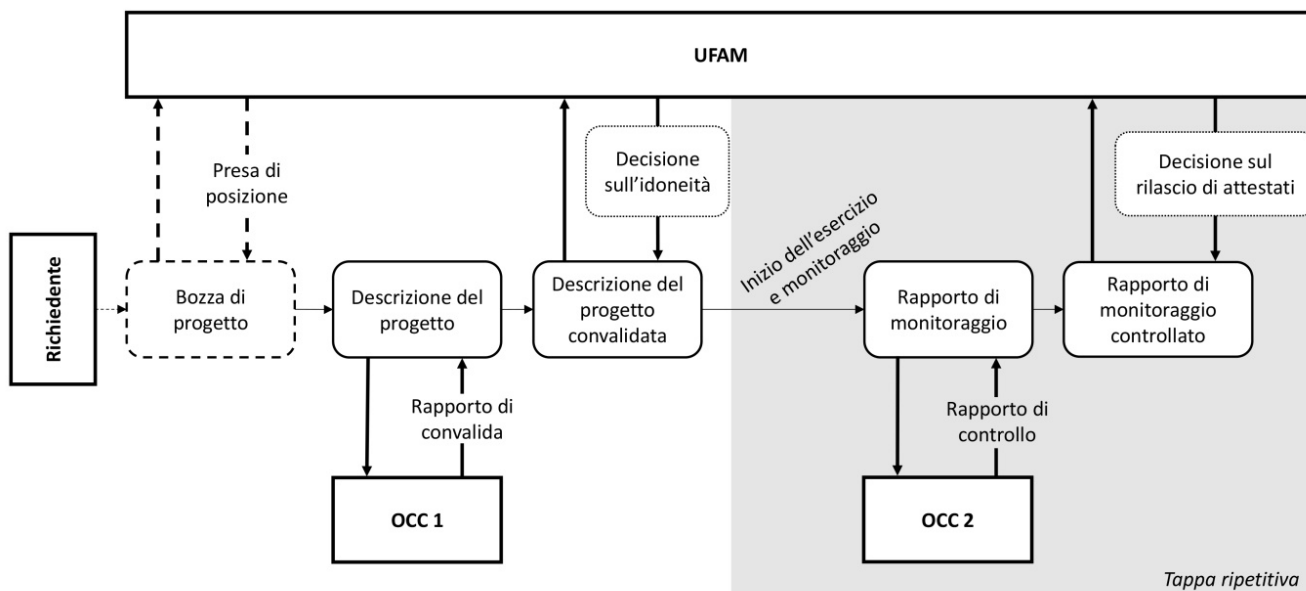 UFAM
Presa di
posizione
Decisione
sull'idoneità
Decisione sul
rilascio di attestati
Richiedente
Bozza di
progetto
Descrizione del
progetto
Descrizione del
progetto
convalidata
Inizio dell'esercizio
e monitoraggio
Rapporto di
monitoraggio
Rapporto di
monitoraggio
controllato
Rapporto di
convalida
Rapporto di
controllo
OCC 1
OCC 2
Tappa ripetitiva